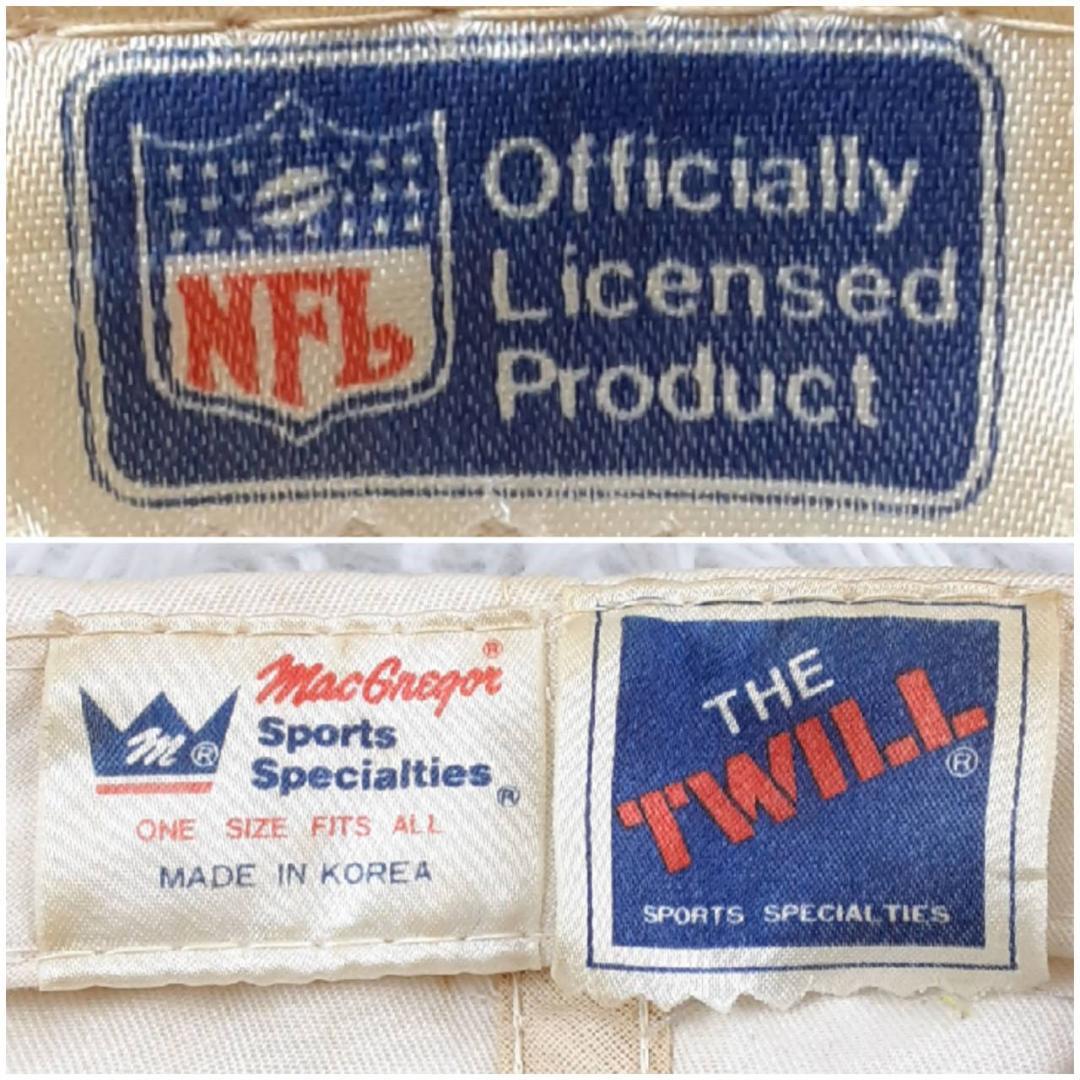 NFL
Officially
Licensed
Product
MacGregor®
m®
Sports
Specialties®
ONE SIZE FITS ALL
MADE IN KOREA
THE
TWILL®
SPORTS SPECIALTIES